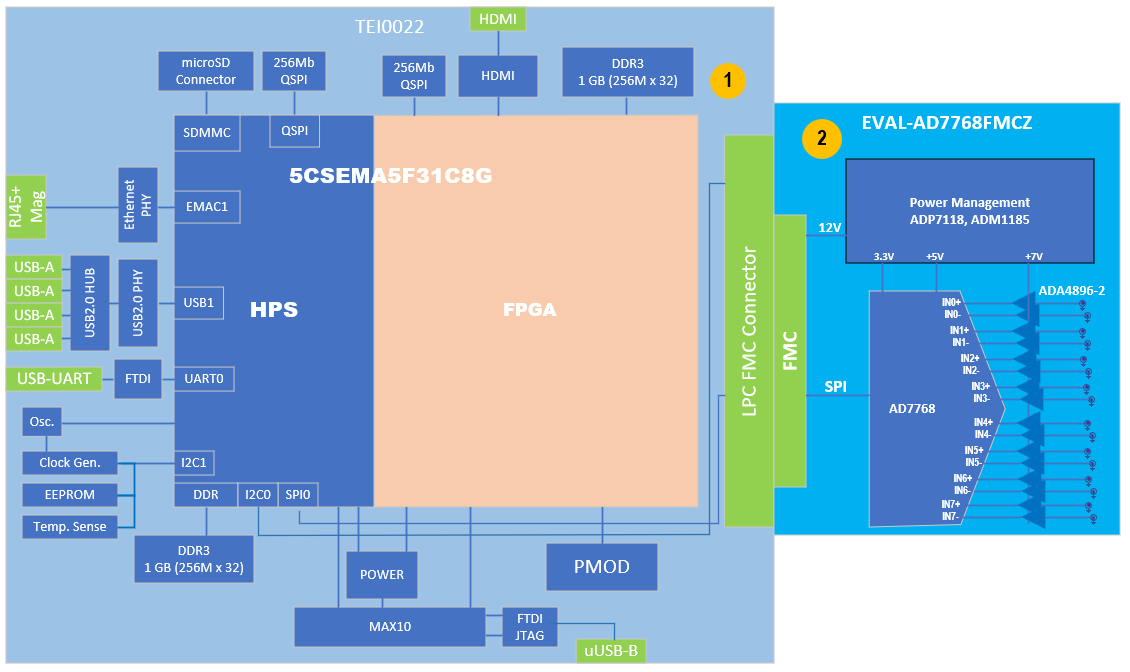 TEI0022
HDMI
microSD
Connector
256Mb
QSPI
256Mb
QSPI
HDMI
DDR3
1 GB (256M x 32)
1
SDMMC
QSPI
5CSEMA5F31C8G
RJ45+
Mag
Ethernet
PHY
EMAC1
USB-A
USB-A
USB-A
USB-A
USB2.0 HUB
USB2.0 PHY
USB1
HPS
FPGA
USB-UART
FTDI
UART0
Osc.
Clock Gen.
I2C1
EEPROM
Temp. Sense
DDR
I2C0
SPI0
DDR3
1 GB (256M x 32)
POWER
PMOD
MAX10
FTDI
JTAG
uUSB-B
LPC FMC Connector
FMC
2
EVAL-AD7768FMCZ
Power Management
ADP7118, ADM1185
12V
3.3V
+5V
+7V
ADA4896-2
SPI
AD7768
IN0+
IN0-
IN1+
IN1-
IN2+
IN2-
IN3+
IN3-
IN4+
IN4-
IN5+
IN5-
IN6+
IN6-
IN7+
IN7-